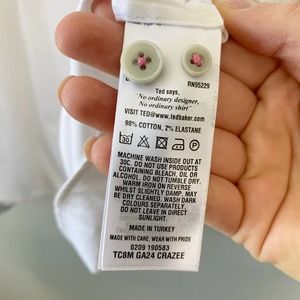 RN95229
Ted says,
"No ordinary designer,
No ordinary shirt"
VISIT TED@WWW.TEDBAKER.COM
98% COTTON, 2% ELASTANE
30
MACHINE WASH INSIDE OUT AT
30C. DO NOT USE PRODUCTS
CONTAINING BLEACH, OIL OR
ALCOHOL. DO NOT TUMBLE DRY.
WARM IRON ON REVERSE
WHILST SLIGHTLY DAMP. MAY
BE DRY CLEANED. WASH DARK
COLOURS SEPARATELY.
DO NOT LEAVE IN DIRECT
SUNLIGHT.
MADE IN TURKEY
MADE WITH CARE, WEAR WITH PRIDE
0209 190583
TC8M GA24 CRAZEE